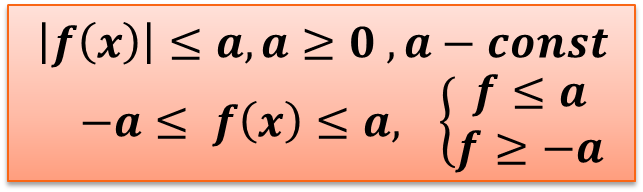 |f(x)| ≤ a, a ≥ 0 , a − const
−a ≤ f(x) ≤ a, { f ≤ a
f ≥ −a